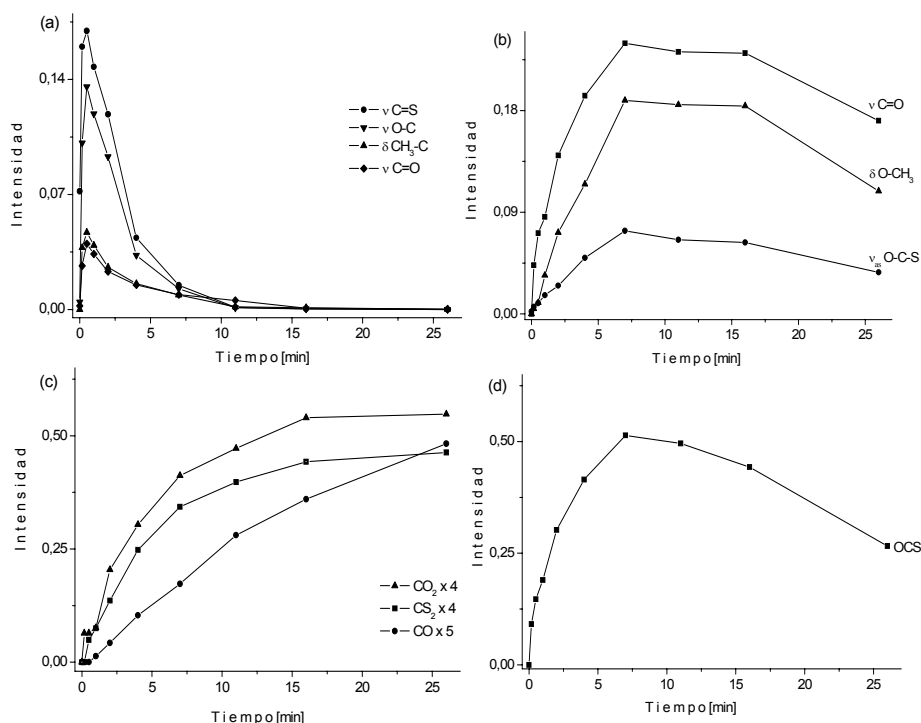 (a)
0,14
0,07
0,00
Intensidad
ν C=S
ν O-C
δ CH₃-C
ν C=O
0 5 10 15 20 25
Tiempo[min]
(b)
0,18
0,09
0,00
Intensidad
ν C=O
δ O-CH₃
νas O-C-S
0 5 10 15 20 25
Tiempo[min]
(c)
0,50
0,25
0,00
Intensidad
CO₂ x 4
CS₂ x 4
CO x 5
0 5 10 15 20 25
Tiempo[min]
(d)
0,50
0,25
0,00
Intensidad
OCS
0 5 10 15 20 25
Tiempo[min]